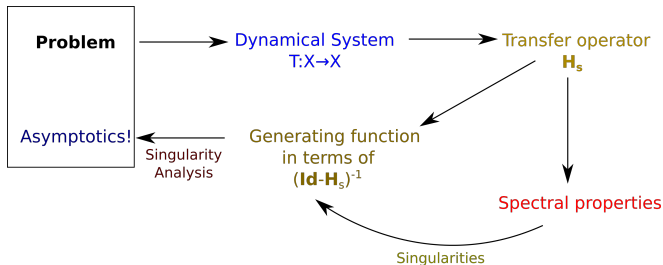 Problem
Dynamical System
T:X→X
Transfer operator
Hₛ
Asymptotics!
Singularity
Analysis
Generating function
in terms of
(Id-Hₛ)⁻¹
Spectral properties
Singularities